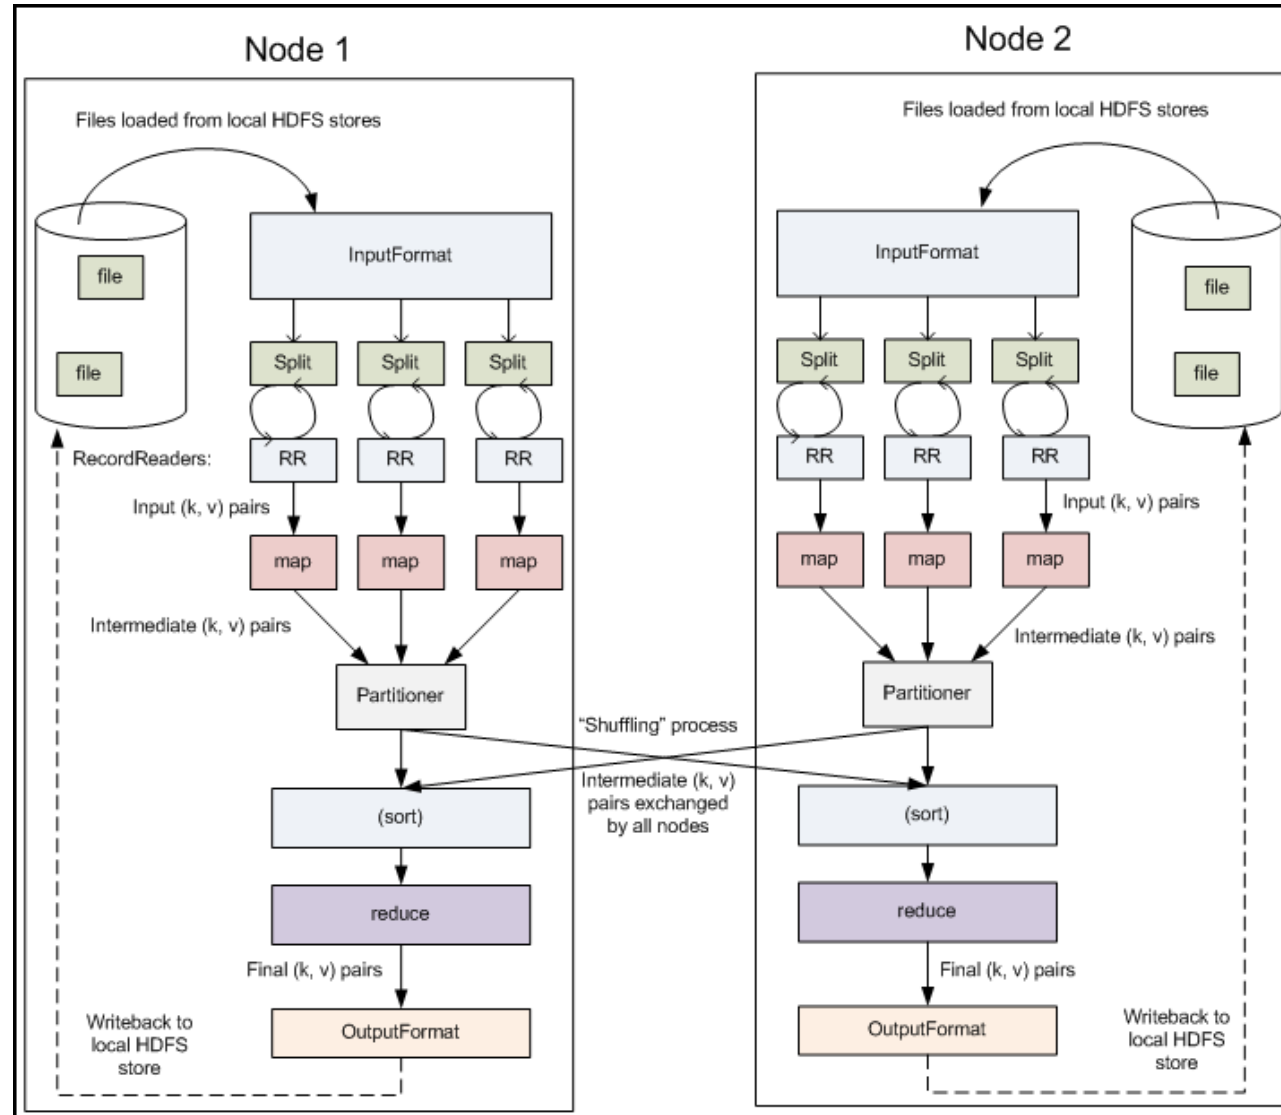 Node 1
Files loaded from local HDFS stores
InputFormat
file
file
Split
Split
Split
RecordReaders:
RR
RR
RR
Input (k, v) pairs
map
map
map
Intermediate (k, v) pairs
Partitioner
(sort)
reduce
Final (k, v) pairs
OutputFormat
Writeback to
local HDFS
store
"Shuffling" process
Intermediate (k, v)
pairs exchanged
by all nodes
Node 2
Files loaded from local HDFS stores
InputFormat
file
file
Split
Split
Split
RR
RR
RR
Input (k, v) pairs
map
map
map
Intermediate (k, v) pairs
Partitioner
(sort)
reduce
Final (k, v) pairs
OutputFormat
Writeback to
local HDFS
store